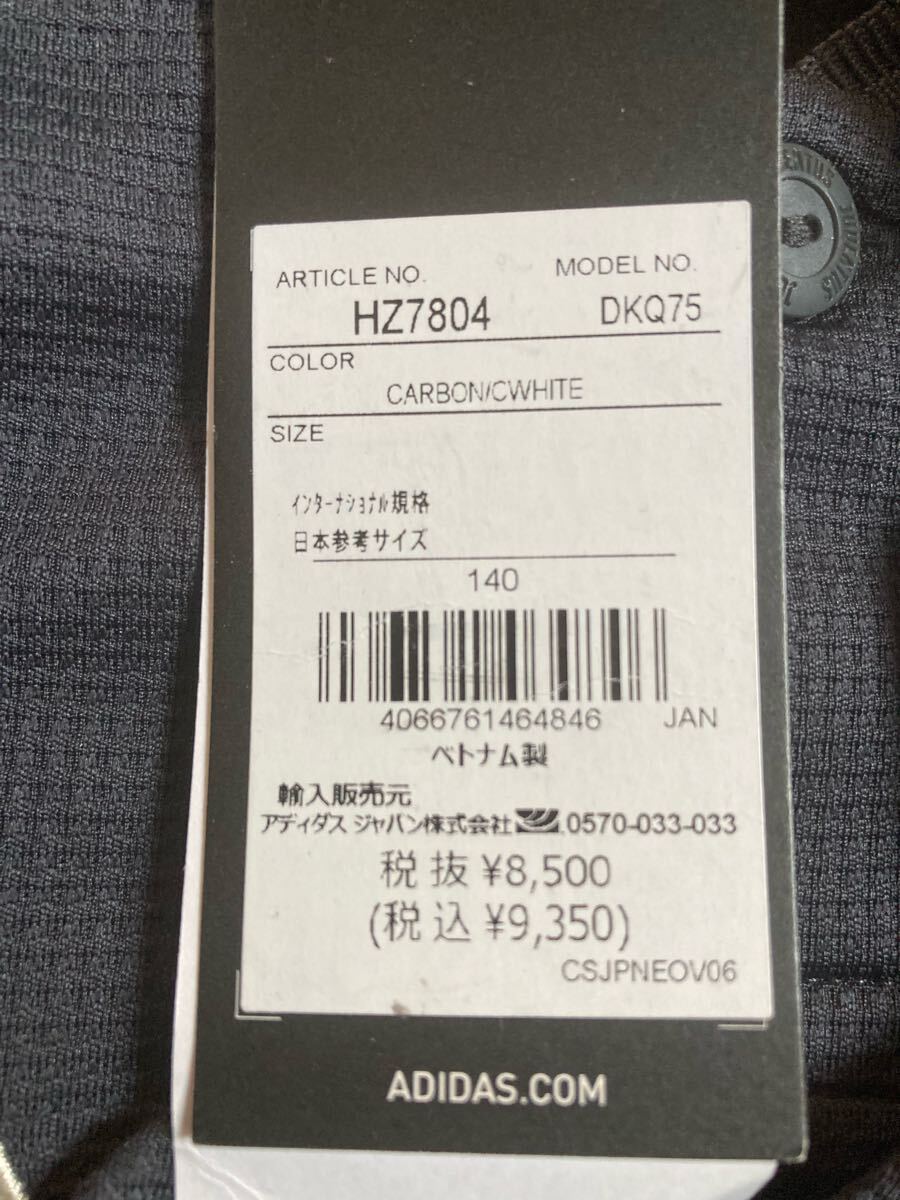 ARTICLE NO. MODEL NO.
HZ7804 DKQ75
COLOR
CARBON/CWHITE
SIZE
インターナショナル規格
日本参考サイズ
140
4066761464846 JAN
ベトナム製
輸入販売元
アディダス ジャパン株式会社 0570-033-033
税抜 ¥8,500
(税込 ¥9,350)
CSJPNEOV06
ADIDAS.COM